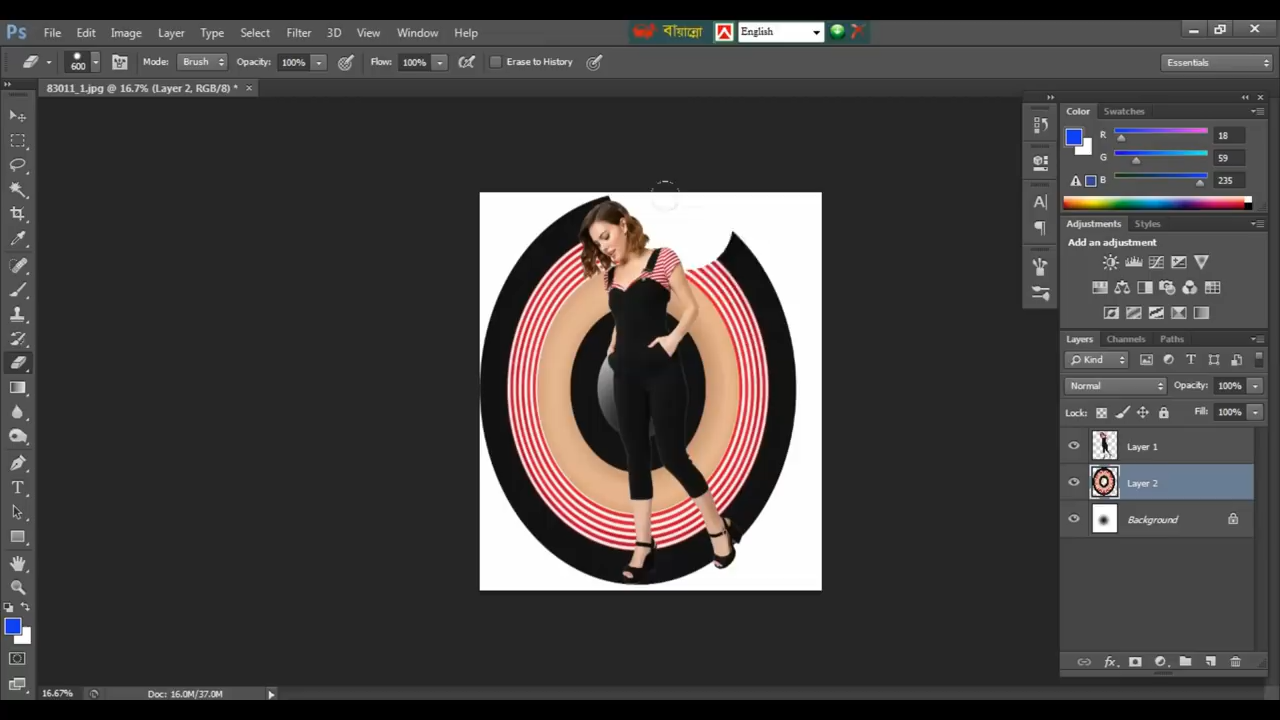 Ps File Edit Image Layer Type Select Filter 3D View Window Help
বায়ান্নো English
600 Mode: Brush Opacity: 100% Flow: 100% Erase to History Essentials
83011_1.jpg @ 16.7% (Layer 2, RGB/8) * ×
Color Swatches
R 18
G 59
B 235
Adjustments Styles
Add an adjustment
Layers Channels Paths
Kind
Normal Opacity: 100%
Lock: Fill: 100%
Layer 1
Layer 2
Background
16.67% Doc: 16.0M/37.0M